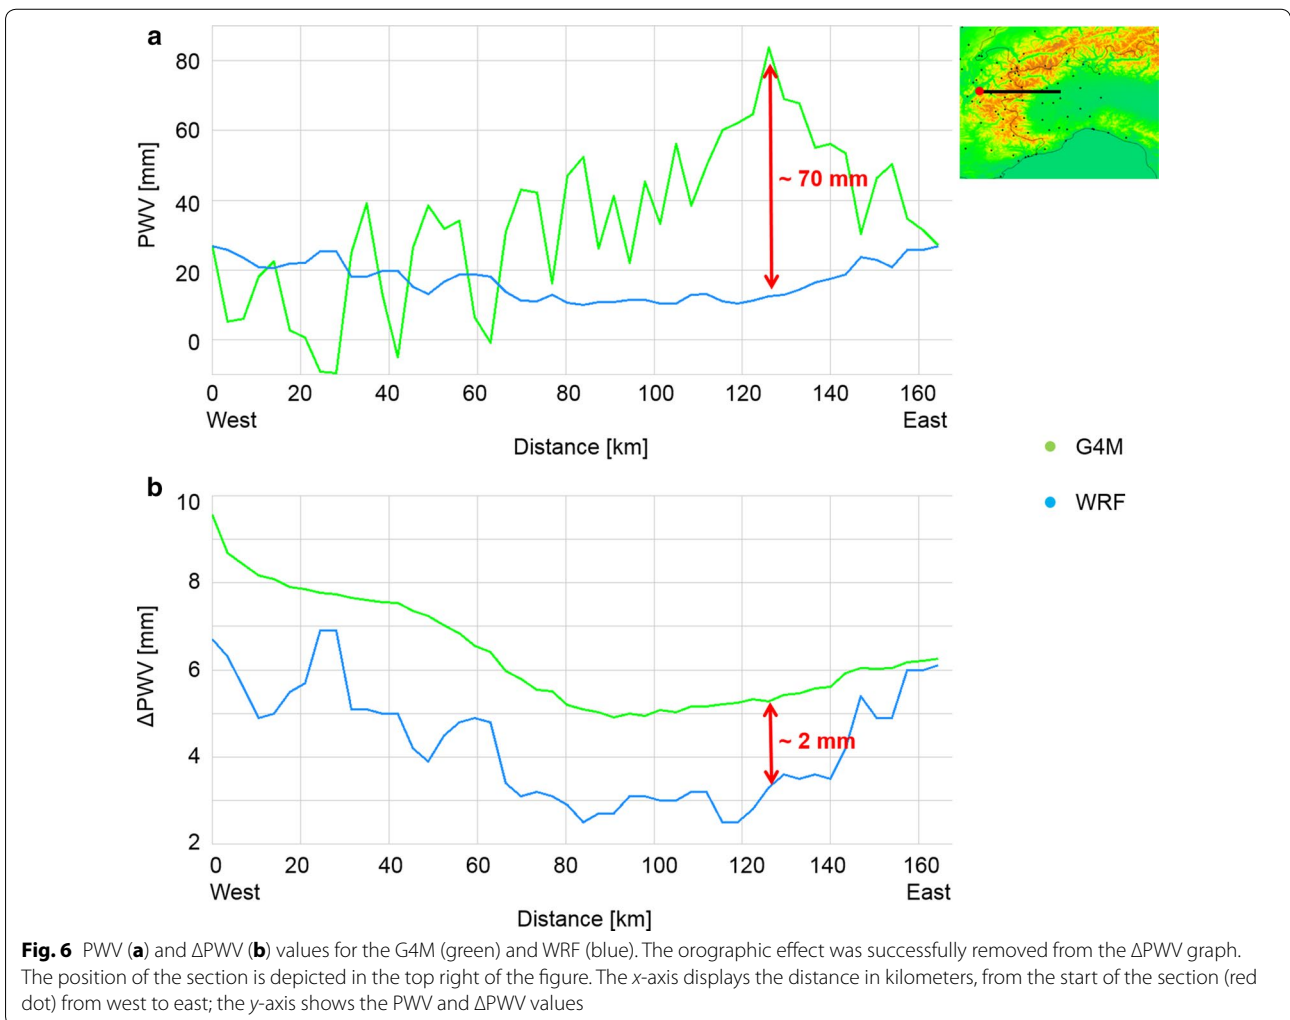 a
80
60
40
20
0
PWV [mm]
~ 70 mm
0 20 40 60 80 100 120 140 160
West East
Distance [km]
G4M
WRF
b
10
8
6
4
2
ΔPWV [mm]
~ 2 mm
0 20 40 60 80 100 120 140 160
West East
Distance [km]
Fig. 6 PWV (a) and ΔPWV (b) values for the G4M (green) and WRF (blue). The orographic effect was successfully removed from the ΔPWV graph.
The position of the section is depicted in the top right of the figure. The x-axis displays the distance in kilometers, from the start of the section (red
dot) from west to east; the y-axis shows the PWV and ΔPWV values